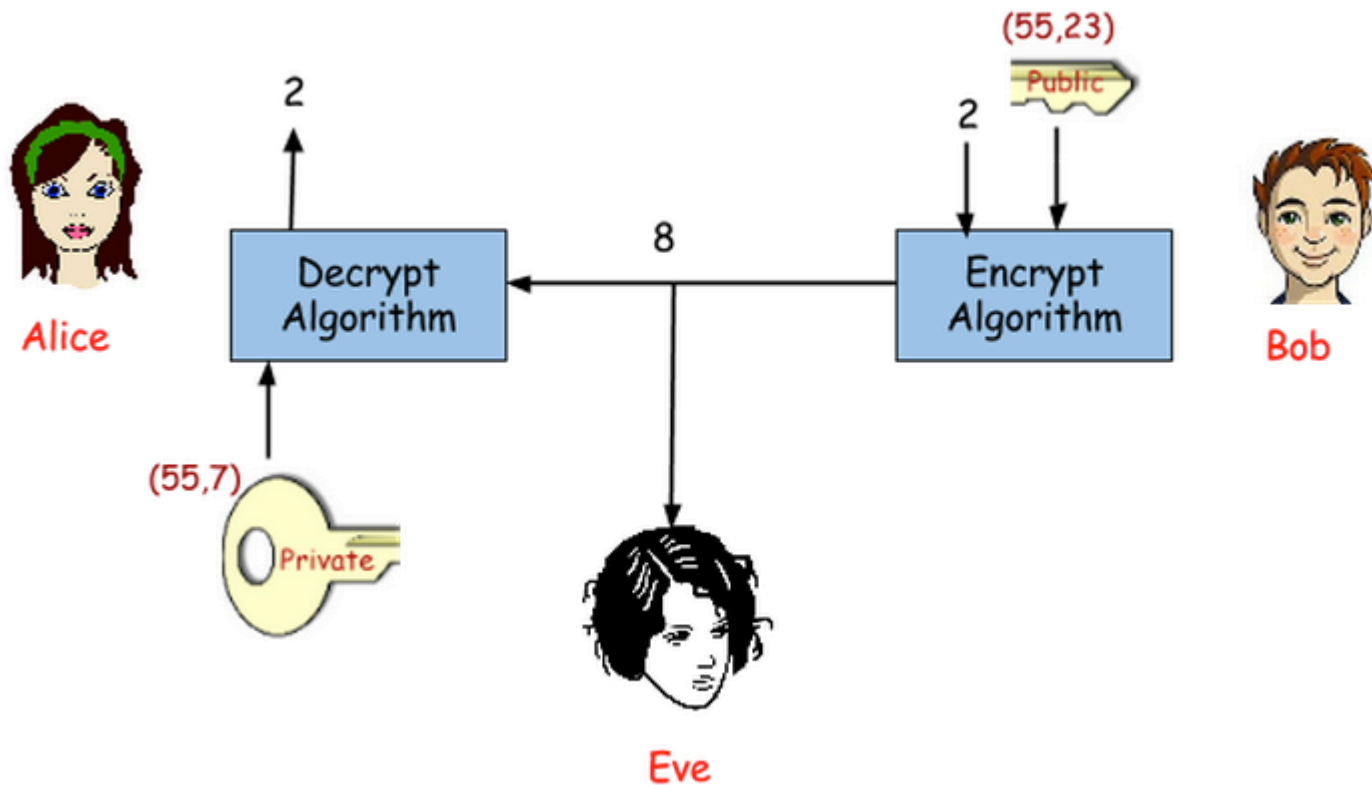 (55,23)
Public
2
2
8
Decrypt
Algorithm
Encrypt
Algorithm
Alice
Bob
(55,7)
Private
Eve